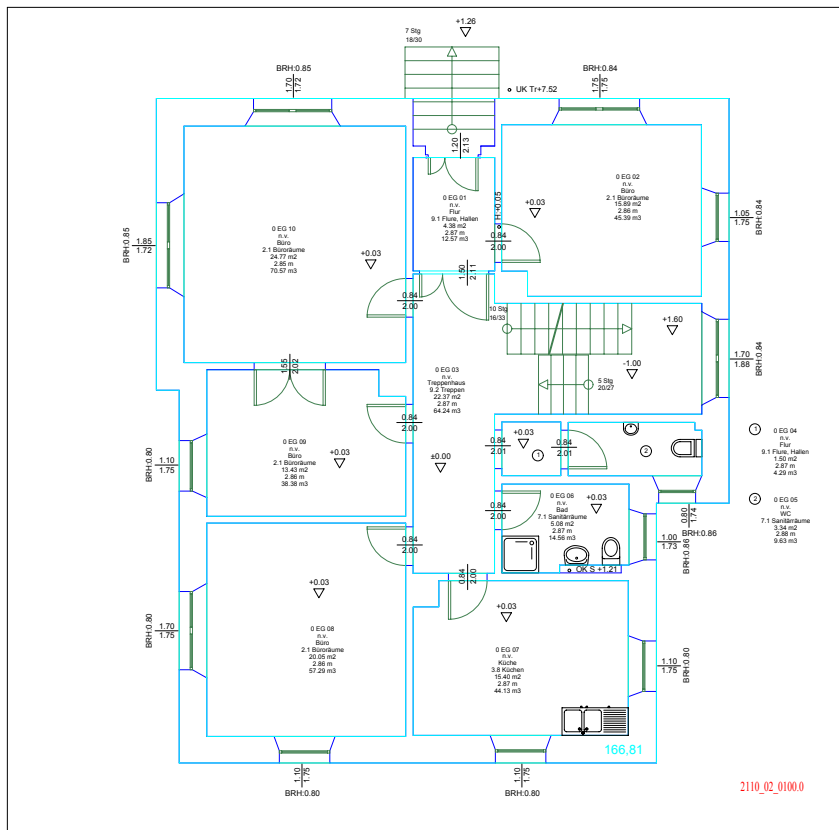 7 Stg
18/30
+1.26
BRH:0.85
1.70
1.72
UK Tr+7.52
BRH:0.84
1.75
1.75
1.20
2.13
0 EG 01
n.v.
Flur
9.1 Flure, Hallen
4.38 m2
2.87 m
12.57 m3
H.+0.05
+0.03
0 EG 02
n.v.
Büro
2.1 Büroräume
15.89 m2
2.86 m
45.39 m3
1.05
1.75
BRH:0.84
BRH:0.85
1.85
1.72
0 EG 10
n.v.
Büro
2.1 Büroräume
24.77 m2
2.85 m
70.57 m3
+0.03
0.84
2.00
0.84
2.00
1.50
2.11
10 Stg
16/33
+1.60
-1.00
5 Stg
20/27
1.70
1.88
BRH:0.84
1.55
2.02
0 EG 03
n.v.
Treppenhaus
9.2 Treppen
22.37 m2
2.87 m
64.24 m3
±0.00
0.84
2.00
0 EG 09
n.v.
Büro
2.1 Büroräume
13.43 m2
2.86 m
38.38 m3
+0.03
BRH:0.80
1.10
1.75
0.84
2.01
+0.03
1
0.84
2.01
2
1
0 EG 04
n.v.
Flur
9.1 Flure, Hallen
1.50 m2
2.87 m
4.29 m3
2
0 EG 05
n.v.
WC
7.1 Sanitärräume
3.34 m2
2.88 m
9.63 m3
0.80
1.74
BRH:0.86
0.84
2.00
0 EG 06
n.v.
Bad
7.1 Sanitärräume
5.08 m2
2.87 m
14.56 m3
+0.03
1.00
1.73
BRH:0.86
OK S +1.21
0.84
2.00
0.84
2.00
+0.03
0 EG 08
n.v.
Büro
2.1 Büroräume
20.05 m2
2.86 m
57.29 m3
BRH:0.80
1.70
1.75
+0.03
0 EG 07
n.v.
Küche
3.8 Küchen
15.40 m2
2.87 m
44.13 m3
1.10
1.75
BRH:0.80
166,81
1.10
1.75
BRH:0.80
1.10
1.75
BRH:0.80
2110_02_0100.0